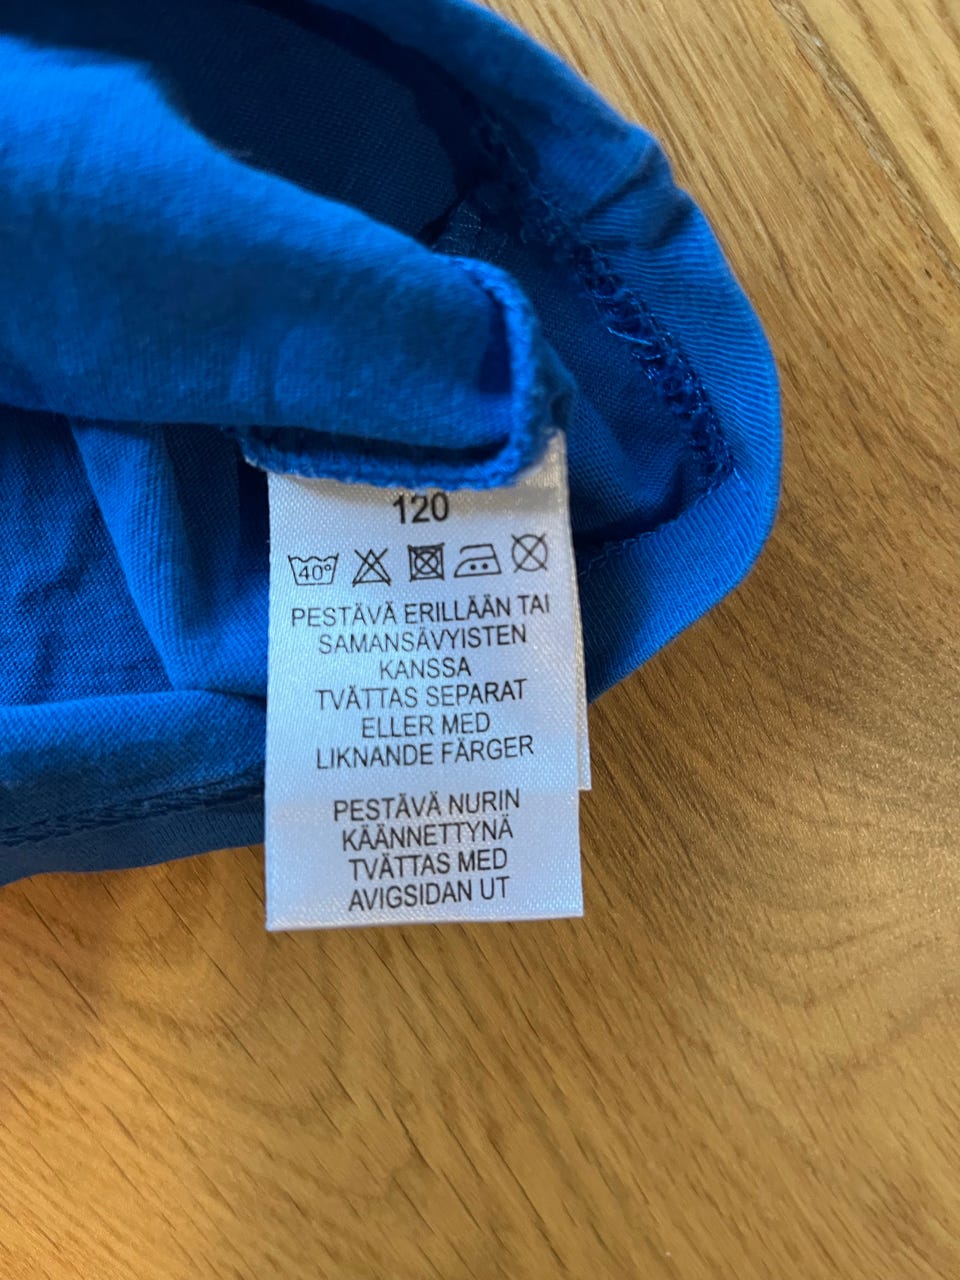 120
40°
PESTÄVÄ ERILLÄÄN TAI
SAMANSÄVYISTEN
KANSSA
TVÄTTAS SEPARAT
ELLER MED
LIKNANDE FÄRGER
PESTÄVÄ NURIN
KÄÄNNETTYNÄ
TVÄTTAS MED
AVIGSIDAN UT